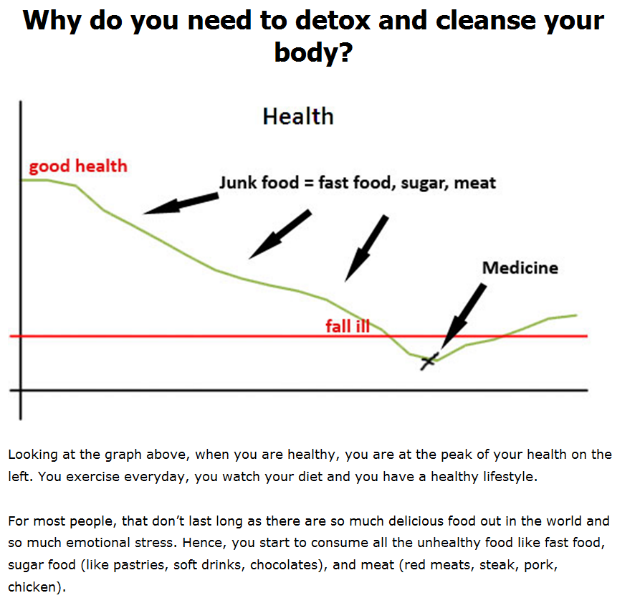 Why do you need to detox and cleanse your
body?
Health
good health
Junk food = fast food, sugar, meat
Medicine
fall ill
Looking at the graph above, when you are healthy, you are at the peak of your health on the
left. You exercise everyday, you watch your diet and you have a healthy lifestyle.
For most people, that don't last long as there are so much delicious food out in the world and
so much emotional stress. Hence, you start to consume all the unhealthy food like fast food,
sugar food (like pastries, soft drinks, chocolates), and meat (red meats, steak, pork,
chicken).